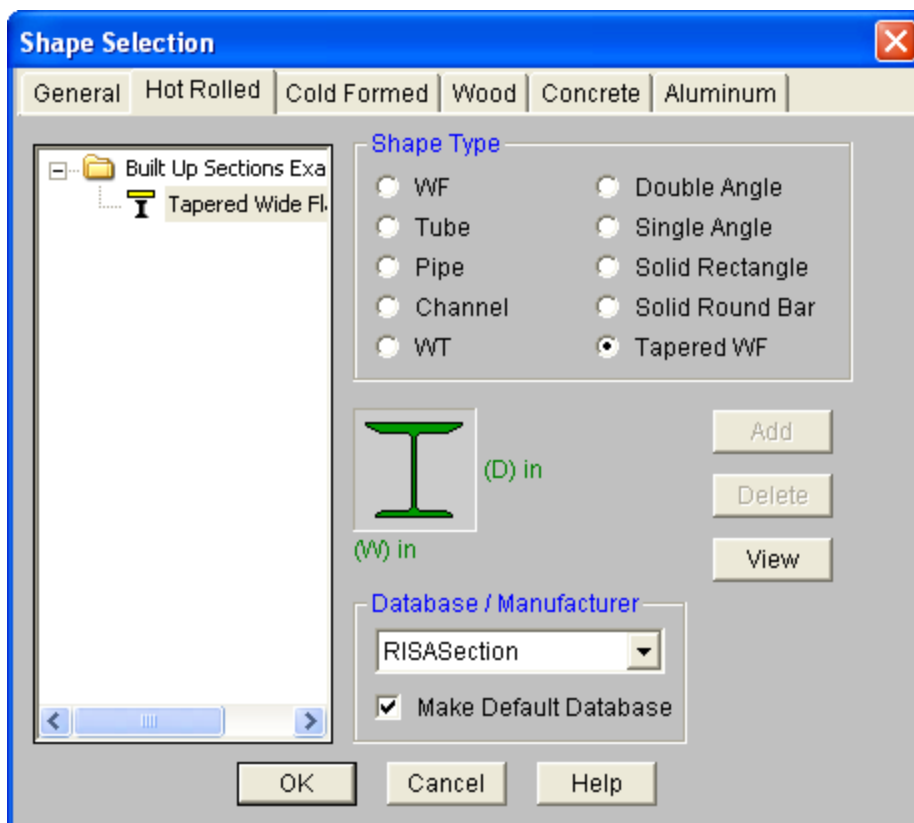 Shape Selection
General Hot Rolled Cold Formed Wood Concrete Aluminum
Built Up Sections Exa
Tapered Wide Fl
Shape Type
WF Double Angle
Tube Single Angle
Pipe Solid Rectangle
Channel Solid Round Bar
WT Tapered WF
(D) in
(W) in
Add
Delete
View
Database / Manufacturer
RISASection
Make Default Database
OK Cancel Help